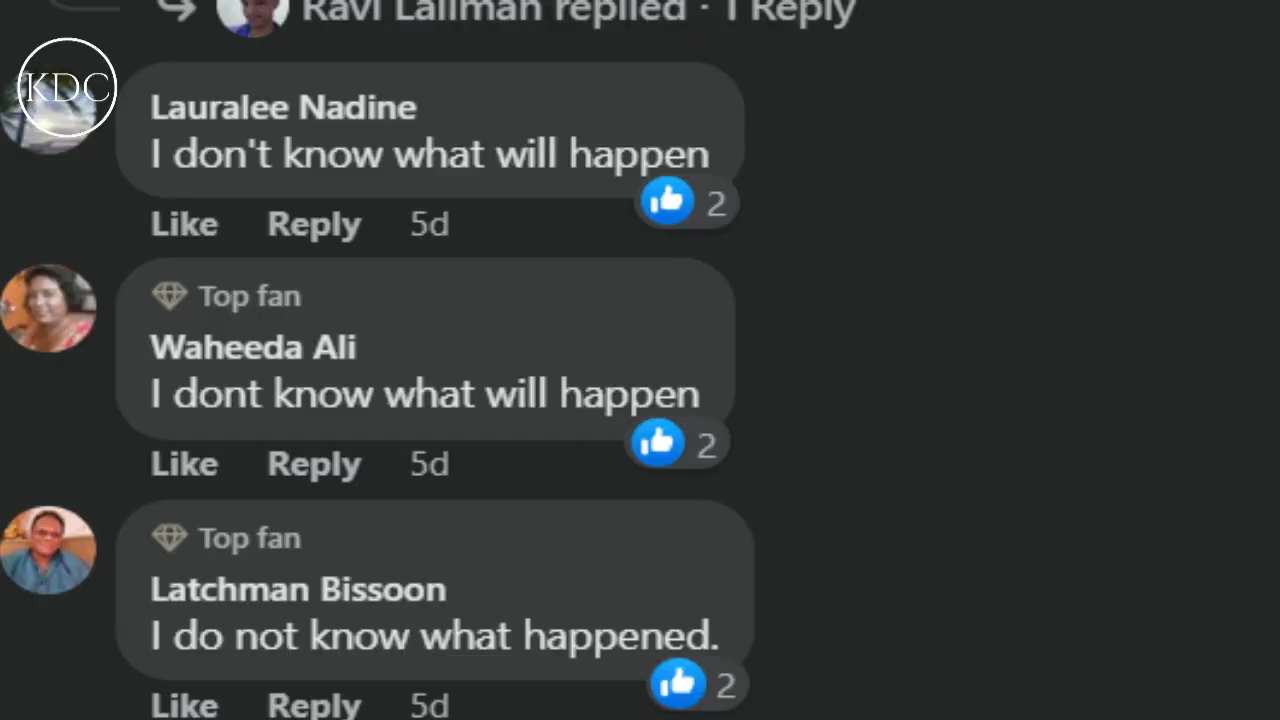 Ravi Lallman replied · 1 Reply
KDC
Lauralee Nadine
I don't know what will happen
2
Like Reply 5d
Top fan
Waheeda Ali
I dont know what will happen
2
Like Reply 5d
Top fan
Latchman Bissoon
I do not know what happened.
2
Like Reply 5d